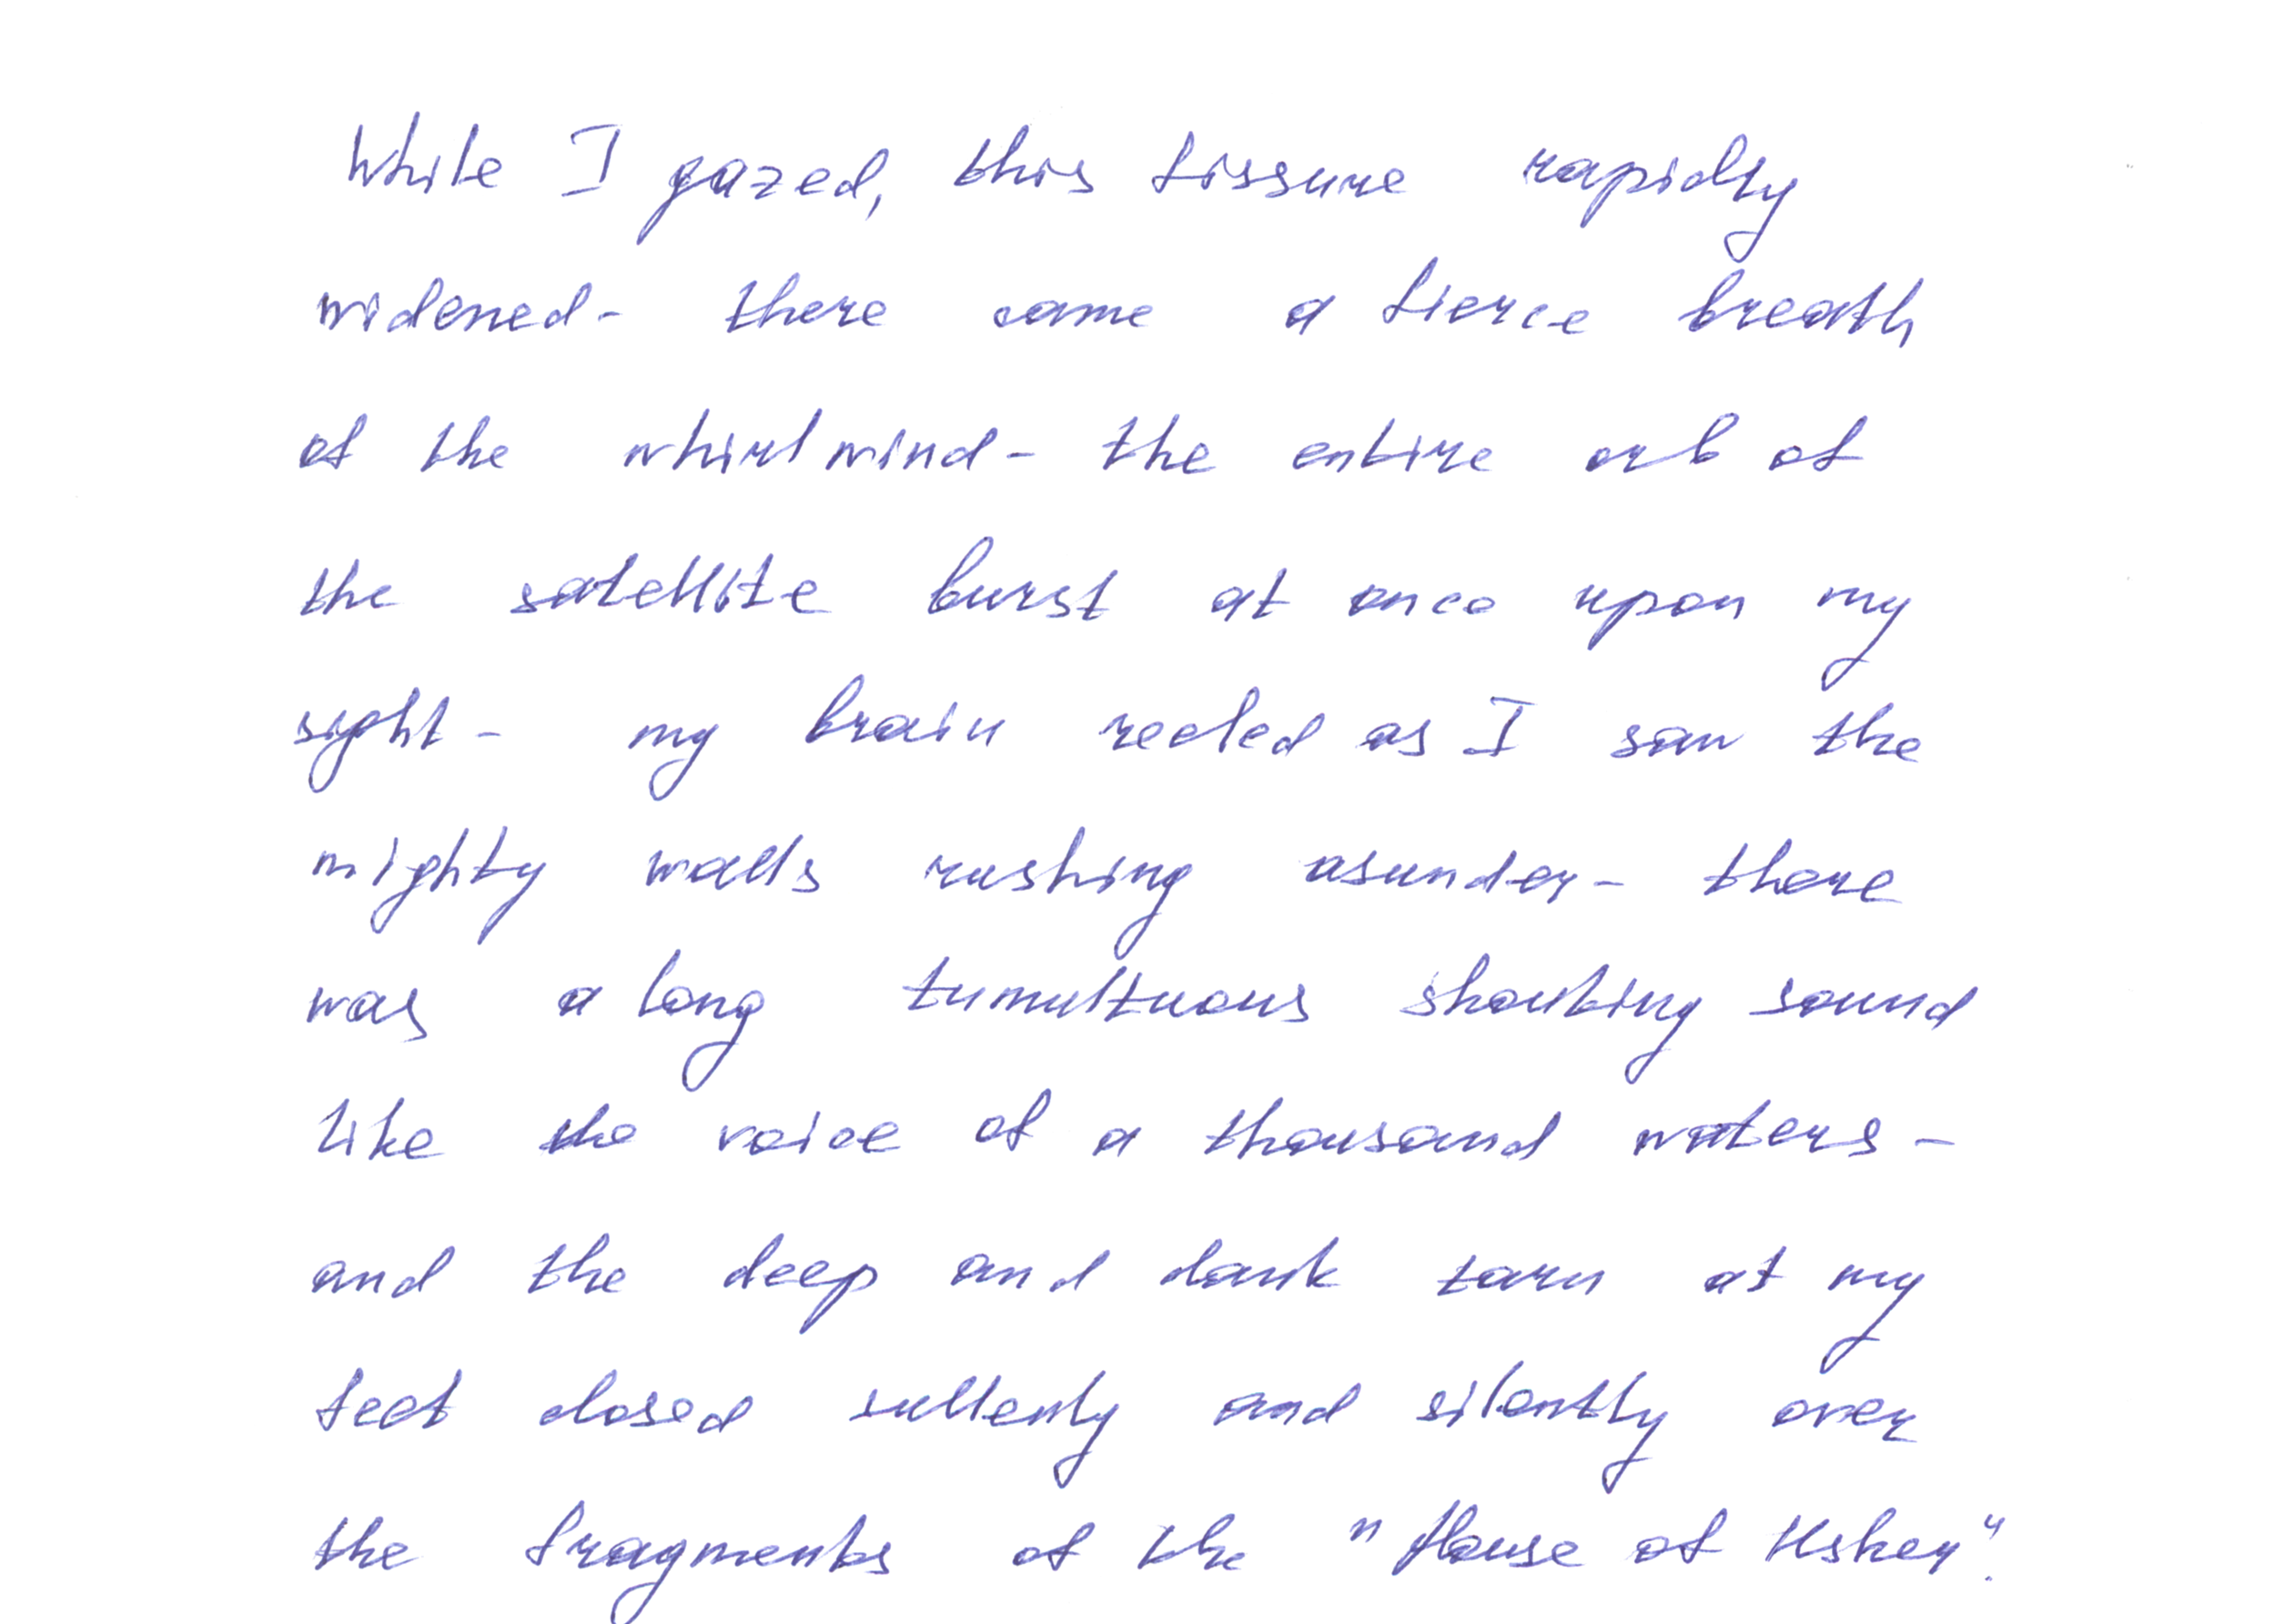 While I gazed, this fissure rapidly
widened- there came a fierce breath
of the whirlwind- the entire orb of
the satellite burst at once upon my
sight- my brain reeled as I saw the
mighty walls rushing asunder- there
was a long tumultuous shouting sound
like the voice of a thousand waters-
and the deep and dank tarn at my
feet closed sullenly and silently over
the fragments of the "House of Usher".